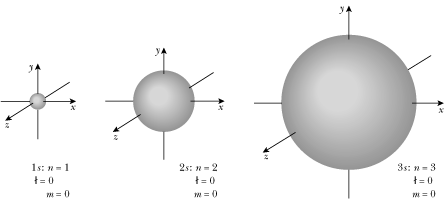 y
x
z
1s: n = 1
ℓ = 0
m = 0
y
x
z
2s: n = 2
ℓ = 0
m = 0
y
x
z
3s: n = 3
ℓ = 0
m = 0